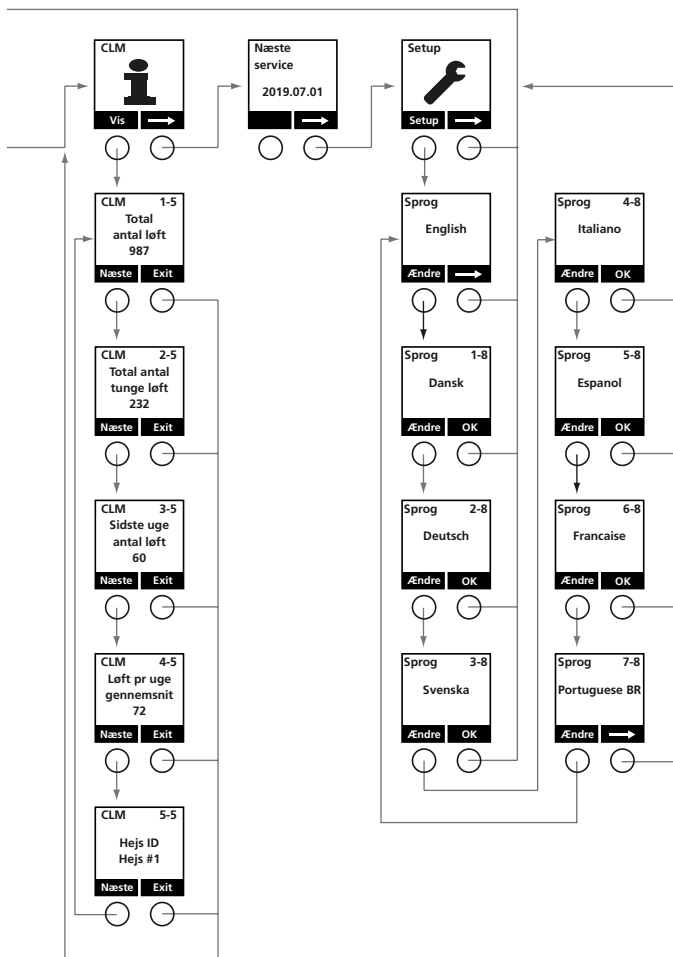 CLM
Vis
Næste
service
2019.07.01
Setup
Setup
CLM 1-5
Total
antal løft
987
Næste Exit
CLM 2-5
Total antal
tunge løft
232
Næste Exit
CLM 3-5
Sidste uge
antal løft
60
Næste Exit
CLM 4-5
Løft pr uge
gennemsnit
72
Næste Exit
CLM 5-5
Hejs ID
Hejs #1
Næste Exit
Sprog
English
Ændre
Sprog 1-8
Dansk
Ændre OK
Sprog 2-8
Deutsch
Ændre OK
Sprog 3-8
Svenska
Ændre OK
Sprog 4-8
Italiano
Ændre OK
Sprog 5-8
Espanol
Ændre OK
Sprog 6-8
Francaise
Ændre OK
Sprog 7-8
Portuguese BR
Ændre